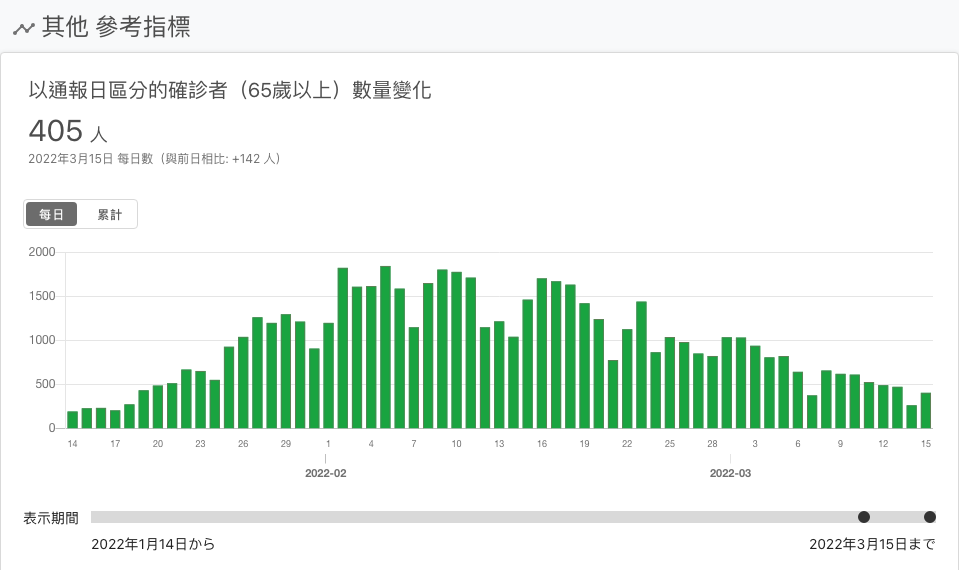 其他 參考指標
以通報日區分的確診者（65歲以上）數量變化
405 人
2022年3月15日 每日數（與前日相比: +142 人）
每日 累計
2000
1500
1000
500
0
14 17 20 23 26 29 1 4 7 10 13 16 19 22 25 28 3 6 9 12 15
2022-02 2022-03
表示期間
2022年1月14日から 2022年3月15日まで